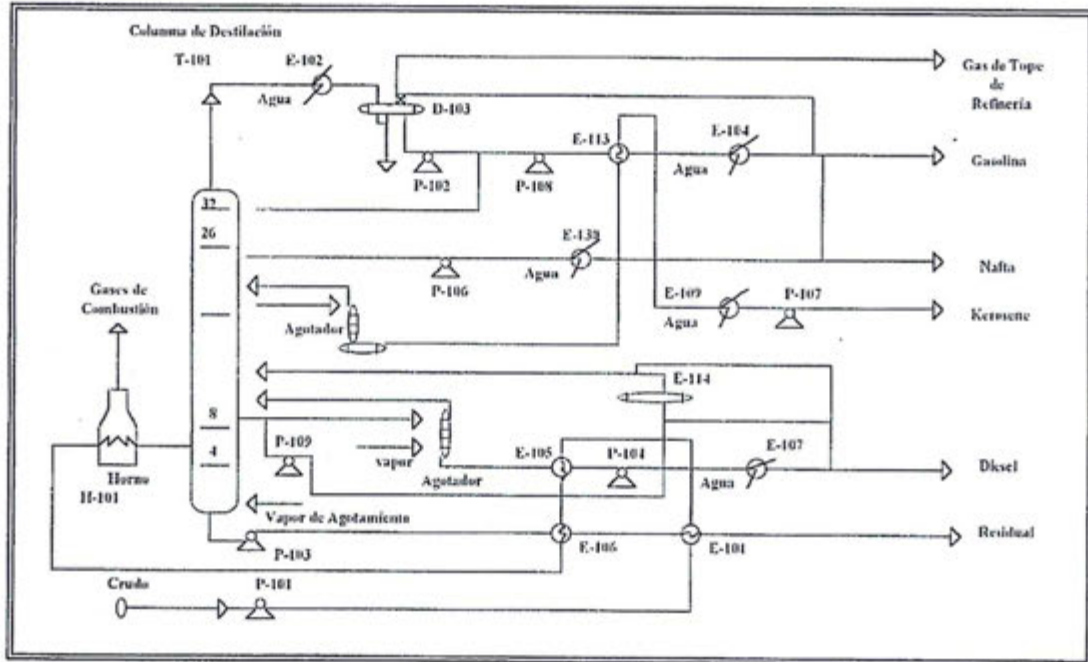 Columna de Destilación
T-101
E-102
Agua
D-103
Gas de Tope
de
Refinería
E-113
E-104
Agua
Gasolina
P-102
P-108
32
26
E-13
Agua
Nafta
P-106
Gases de
Combustión
E-109
P-107
Agua
Kerosene
Agotador
E-114
8
P-109
vapor
E-105
P-104
E-107
4
Agotador
Agua
Diesel
Horno
H-101
Vapor de Agotamiento
P-103
E-106
E-101
Residual
Crudo
P-101